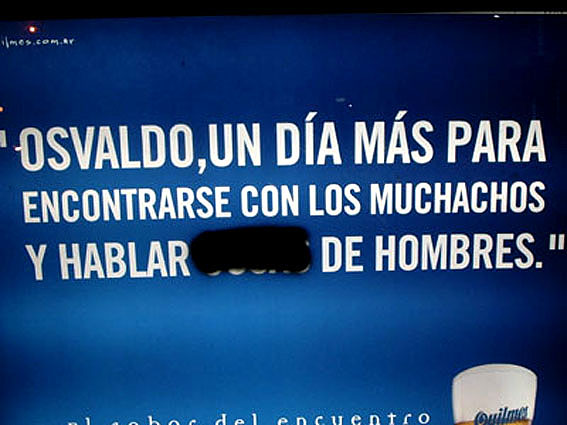 ilmes.com.ar
"OSVALDO, UN DÍA MÁS PARA
ENCONTRARSE CON LOS MUCHACHOS
Y HABLAR DE HOMBRES."
El sabor del encuentro
Quilmes